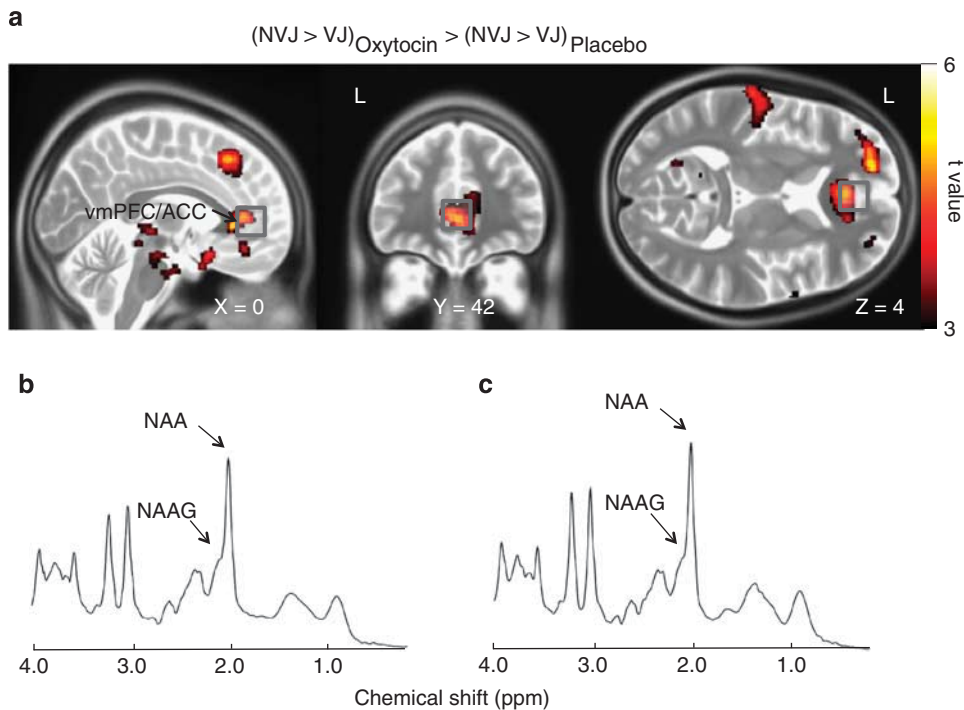 a
(NVJ > VJ)Oxytocin > (NVJ > VJ)Placebo
L
L
vmPFC/ACC
X = 0
Y = 42
Z = 4
6
t value
3
b
NAA
NAAG
4.0 3.0 2.0 1.0
c
NAA
NAAG
4.0 3.0 2.0 1.0
Chemical shift (ppm)